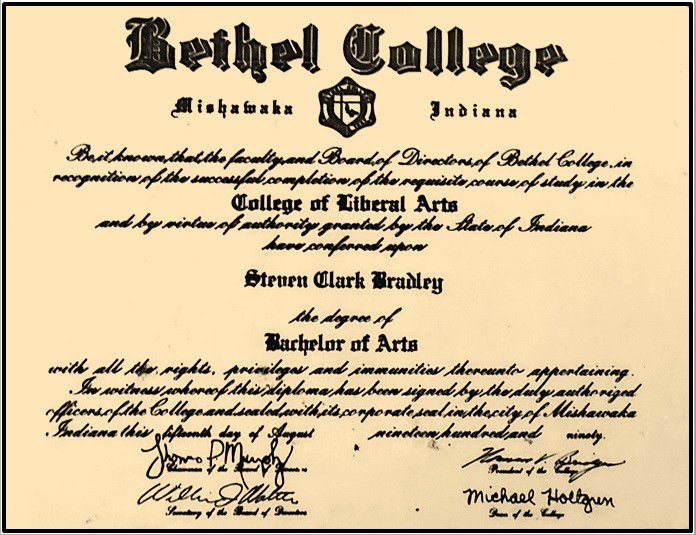 Bethel College
Mishawaka Indiana
Be it known, that the faculty and Board of Directors of Bethel College, in
recognition of the successful completion of the requisite course of study in the
College of Liberal Arts
and by virtue of authority granted by the State of Indiana
have conferred upon
Steven Clark Bradley
the degree of
Bachelor of Arts
with all the rights, privileges and immunities thereunto appertaining.
In witness whereof this diploma has been signed by the duly authorized
officers of the College and sealed with its corporate seal in the city of Mishawaka
Indiana this fifteenth day of August nineteen hundred and ninety.
Thomas P. Murphy
Chairman of the Board of
President of the College
Michael Holtgren
Secretary of the Board of Directors
Dean of the College